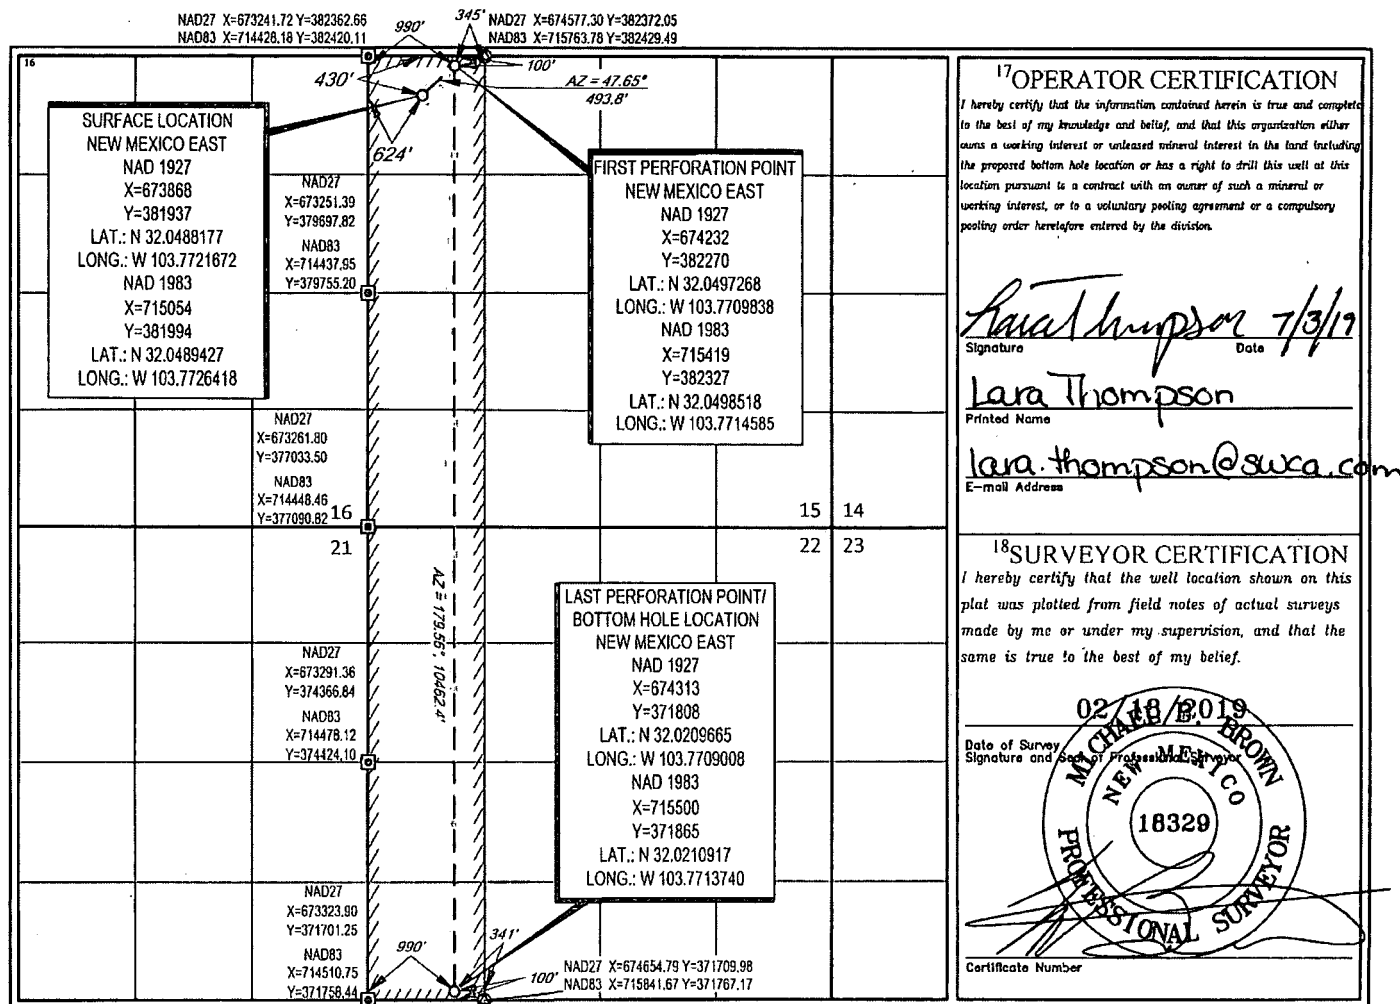 NAD27 X=673241.72 Y=382362.66
NAD83 X=714428.18 Y=382420.11
990'
345'
NAD27 X=674577.30 Y=382372.05
NAD83 X=715763.78 Y=382429.49
16
430'
100'
AZ = 47.65°
493.8'
624'
SURFACE LOCATION
NEW MEXICO EAST
NAD 1927
X=673868
Y=381937
LAT.: N 32.0488177
LONG.: W 103.7721672
NAD 1983
X=715054
Y=381994
LAT.: N 32.0489427
LONG.: W 103.7726418
NAD27
X=673251.39
Y=379697.82
NAD83
X=714437.95
Y=379755.20
FIRST PERFORATION POINT
NEW MEXICO EAST
NAD 1927
X=674232
Y=382270
LAT.: N 32.0497268
LONG.: W 103.7709838
NAD 1983
X=715419
Y=382327
LAT.: N 32.0498518
LONG.: W 103.7714585
NAD27
X=673261.80
Y=377033.50
NAD83
X=714448.46
Y=377090.82
16
15 14
21
22 23
AZ = 179.56°, 10462.4'
NAD27
X=673291.36
Y=374366.84
NAD83
X=714478.12
Y=374424.10
LAST PERFORATION POINT/
BOTTOM HOLE LOCATION
NEW MEXICO EAST
NAD 1927
X=674313
Y=371808
LAT.: N 32.0209665
LONG.: W 103.7709008
NAD 1983
X=715500
Y=371865
LAT.: N 32.0210917
LONG.: W 103.7713740
NAD27
X=673323.90
Y=371701.25
NAD83
X=714510.75
Y=371758.44
990'
341'
100'
NAD27 X=674654.79 Y=371709.98
NAD83 X=715841.67 Y=371767.17
17 OPERATOR CERTIFICATION
I hereby certify that the information contained herein is true and complete
to the best of my knowledge and belief, and that this organization either
owns a working interest or unleased mineral interest in the land including
the proposed bottom hole location or has a right to drill this well at this
location pursuant to a contract with an owner of such a mineral or
working interest, or to a voluntary pooling agreement or a compulsory
pooling order heretofore entered by the division.
Lara Thompson 7/3/19
Signature Date
Lara Thompson
Printed Name
lara.thompson@swca.com
E-mail Address
18 SURVEYOR CERTIFICATION
I hereby certify that the well location shown on this
plat was plotted from field notes of actual surveys
made by me or under my supervision, and that the
same is true to the best of my belief.
02/18/2019
Date of Survey
Signature and Seal of Professional Surveyor
MICHAEL B. BROWN
NEW MEXICO
18329
PROFESSIONAL SURVEYOR
Certificate Number